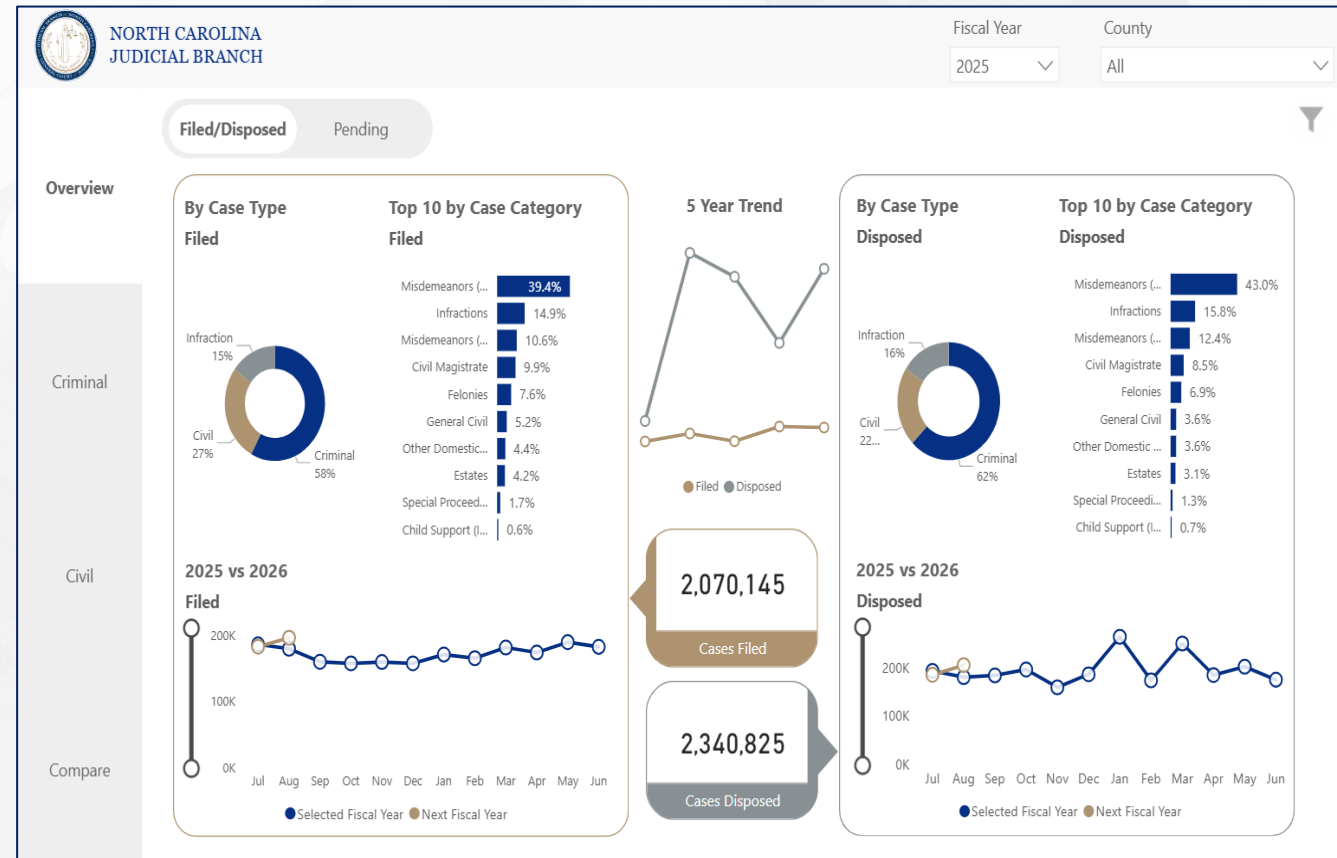 NORTH CAROLINA
JUDICIAL BRANCH
Fiscal Year
2025
County
All
Filed/Disposed
Pending
Overview
Criminal
Civil
Compare
By Case Type
Filed
Infraction
15%
Civil
27%
Criminal
58%
Top 10 by Case Category
Filed
Misdemeanors (... 39.4%
Infractions 14.9%
Misdemeanors (... 10.6%
Civil Magistrate 9.9%
Felonies 7.6%
General Civil 5.2%
Other Domestic... 4.4%
Estates 4.2%
Special Proceed... 1.7%
Child Support (I... 0.6%
2025 vs 2026
Filed
200K
100K
0K
Jul Aug Sep Oct Nov Dec Jan Feb Mar Apr May Jun
Selected Fiscal Year Next Fiscal Year
5 Year Trend
Filed Disposed
2,070,145
Cases Filed
2,340,825
Cases Disposed
By Case Type
Disposed
Infraction
16%
Civil
22...
Criminal
62%
Top 10 by Case Category
Disposed
Misdemeanors (... 43.0%
Infractions 15.8%
Misdemeanors (... 12.4%
Civil Magistrate 8.5%
Felonies 6.9%
General Civil 3.6%
Other Domestic ... 3.6%
Estates 3.1%
Special Proceedi... 1.3%
Child Support (I... 0.7%
2025 vs 2026
Disposed
200K
100K
0K
Jul Aug Sep Oct Nov Dec Jan Feb Mar Apr May Jun
Selected Fiscal Year Next Fiscal Year